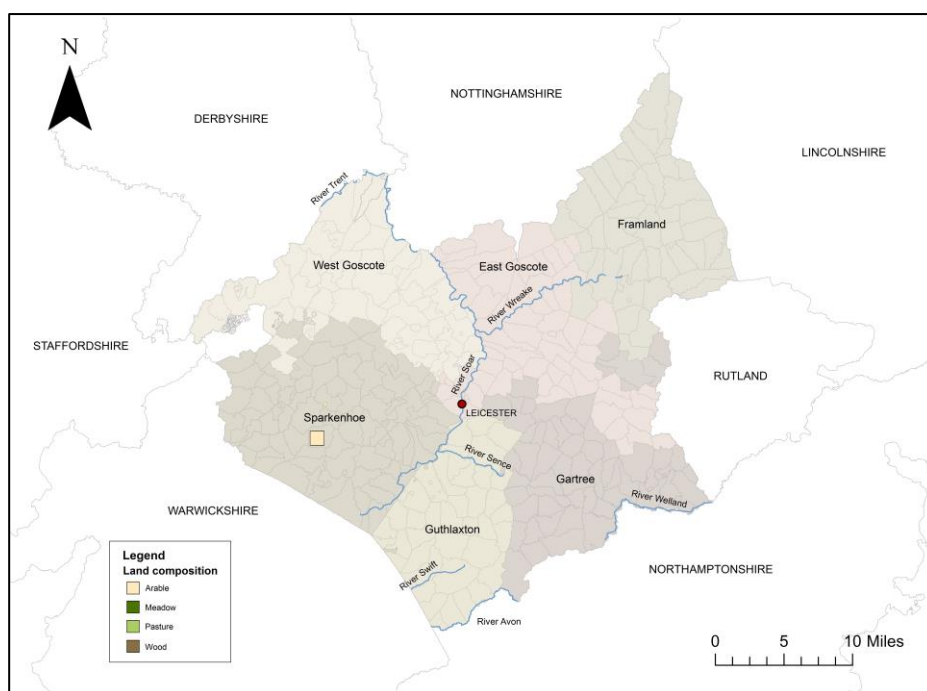 N
NOTTINGHAMSHIRE
DERBYSHIRE
LINCOLNSHIRE
River Trent
Framland
West Goscote
East Goscote
River Wreake
STAFFORDSHIRE
River Soar
RUTLAND
LEICESTER
Sparkenhoe
River Sence
Gartree
River Welland
WARWICKSHIRE
Guthlaxton
Legend
Land composition
Arable
Meadow
Pasture
Wood
River Swift
NORTHAMPTONSHIRE
River Avon
0 5 10 Miles